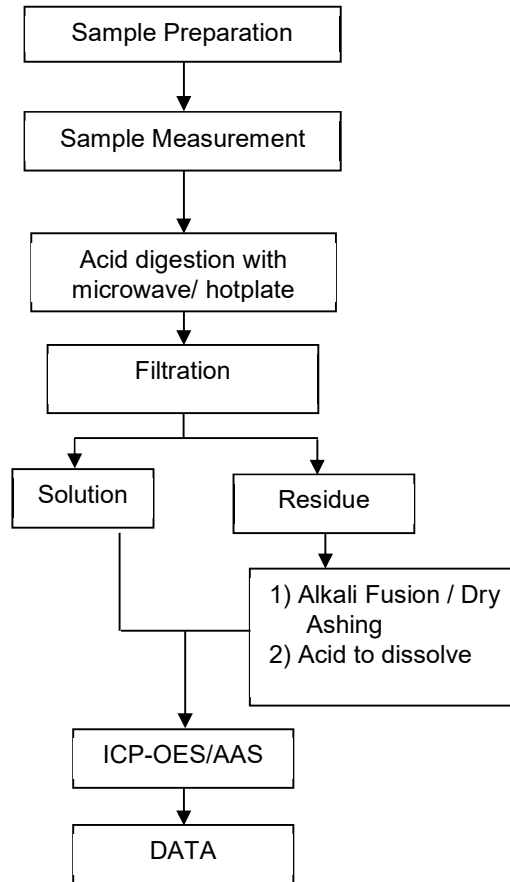 Sample Preparation
Sample Measurement
Acid digestion with
microwave/ hotplate
Filtration
Solution
Residue
1) Alkali Fusion / Dry
Ashing
2) Acid to dissolve
ICP-OES/AAS
DATA